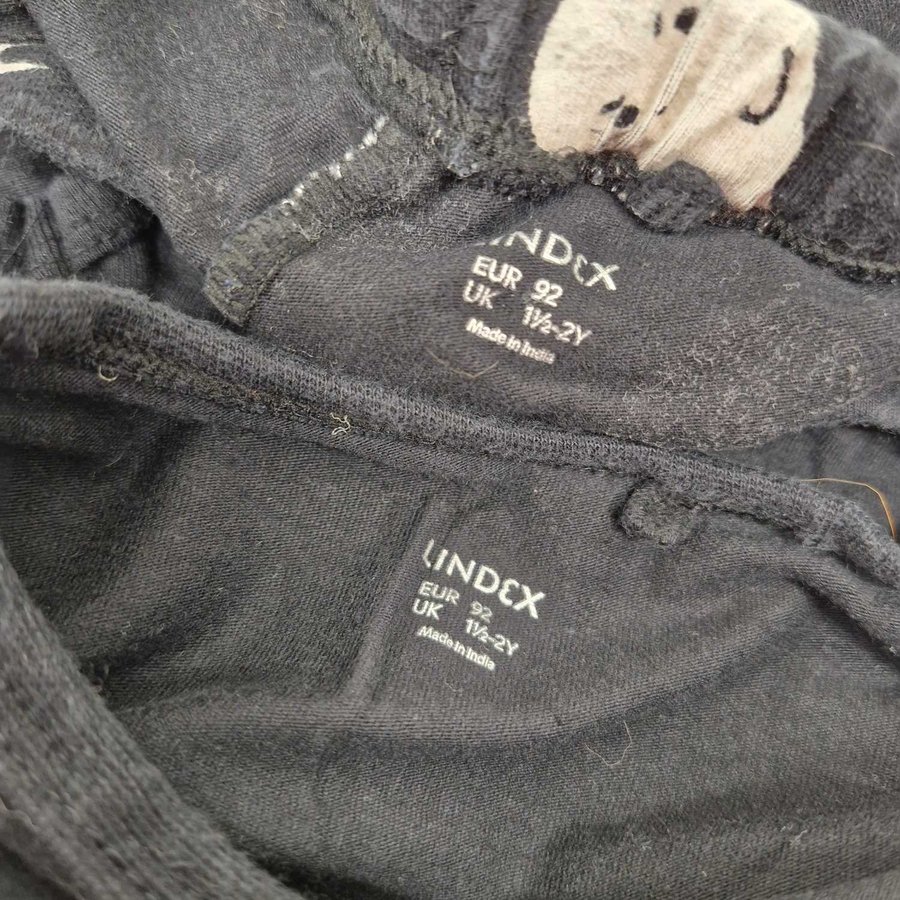 LINDEX
EUR 92
UK 1½-2Y
Made in India
LINDEX
EUR 92
UK 1½-2Y
Made in India